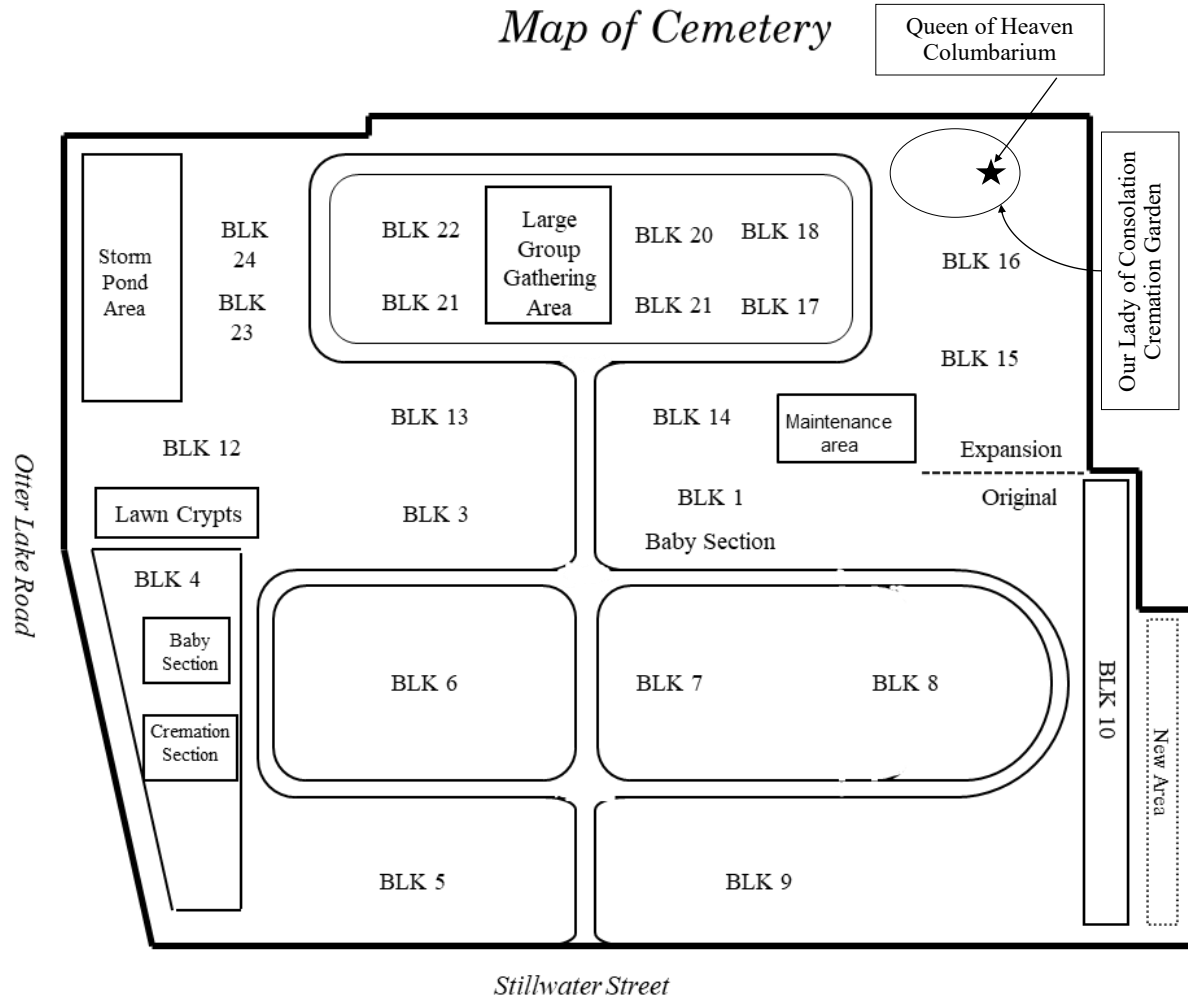 Map of Cemetery
Queen of Heaven
Columbarium
Our Lady of Consolation
Cremation Garden
Storm
Pond
Area
BLK
24
BLK
23
BLK 22
BLK 21
Large
Group
Gathering
Area
BLK 20
BLK 18
BLK 21
BLK 17
BLK 16
BLK 15
BLK 13
BLK 14
Maintenance
area
Expansion
Original
BLK 12
Lawn Crypts
BLK 3
BLK 1
Baby Section
Otter Lake Road
BLK 4
Baby
Section
Cremation
Section
BLK 6
BLK 7
BLK 8
BLK 10
New Area
BLK 5
BLK 9
Stillwater Street